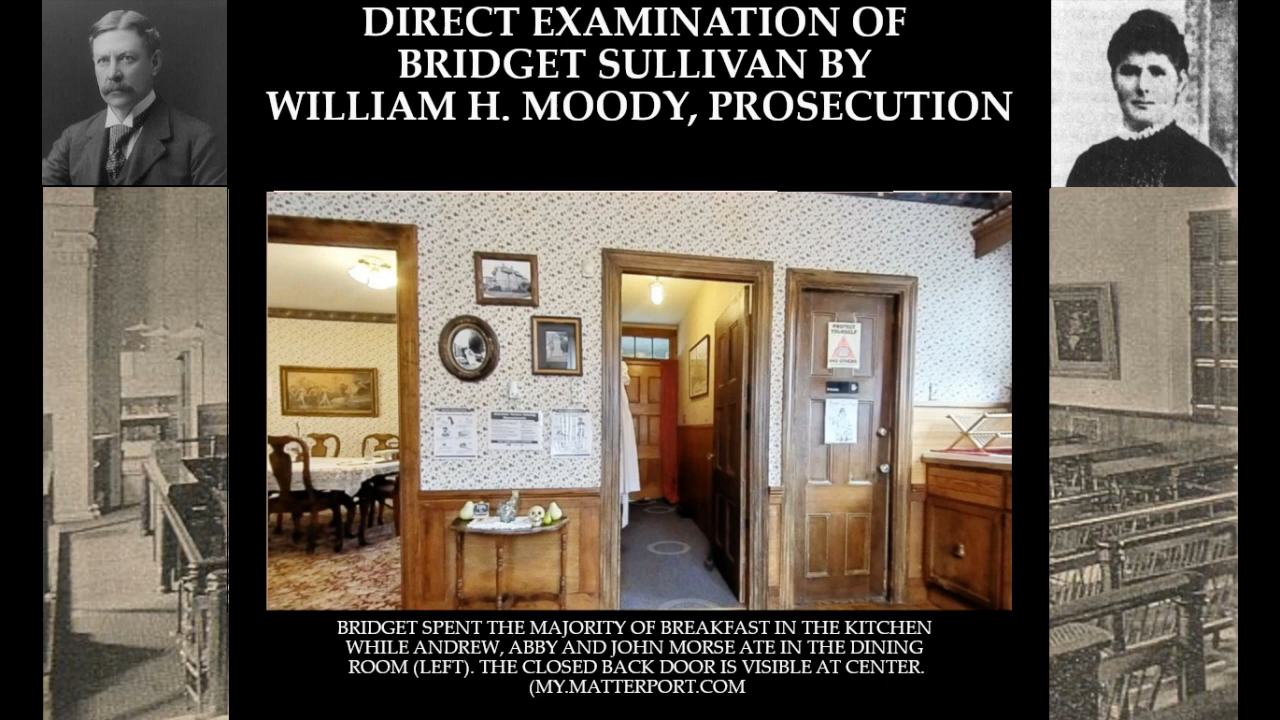 DIRECT EXAMINATION OF
BRIDGET SULLIVAN BY
WILLIAM H. MOODY, PROSECUTION
PROTECT
YOURSELF
AND OTHERS
BRIDGET SPENT THE MAJORITY OF BREAKFAST IN THE KITCHEN
WHILE ANDREW, ABBY AND JOHN MORSE ATE IN THE DINING
ROOM (LEFT). THE CLOSED BACK DOOR IS VISIBLE AT CENTER.
(MY.MATTERPORT.COM